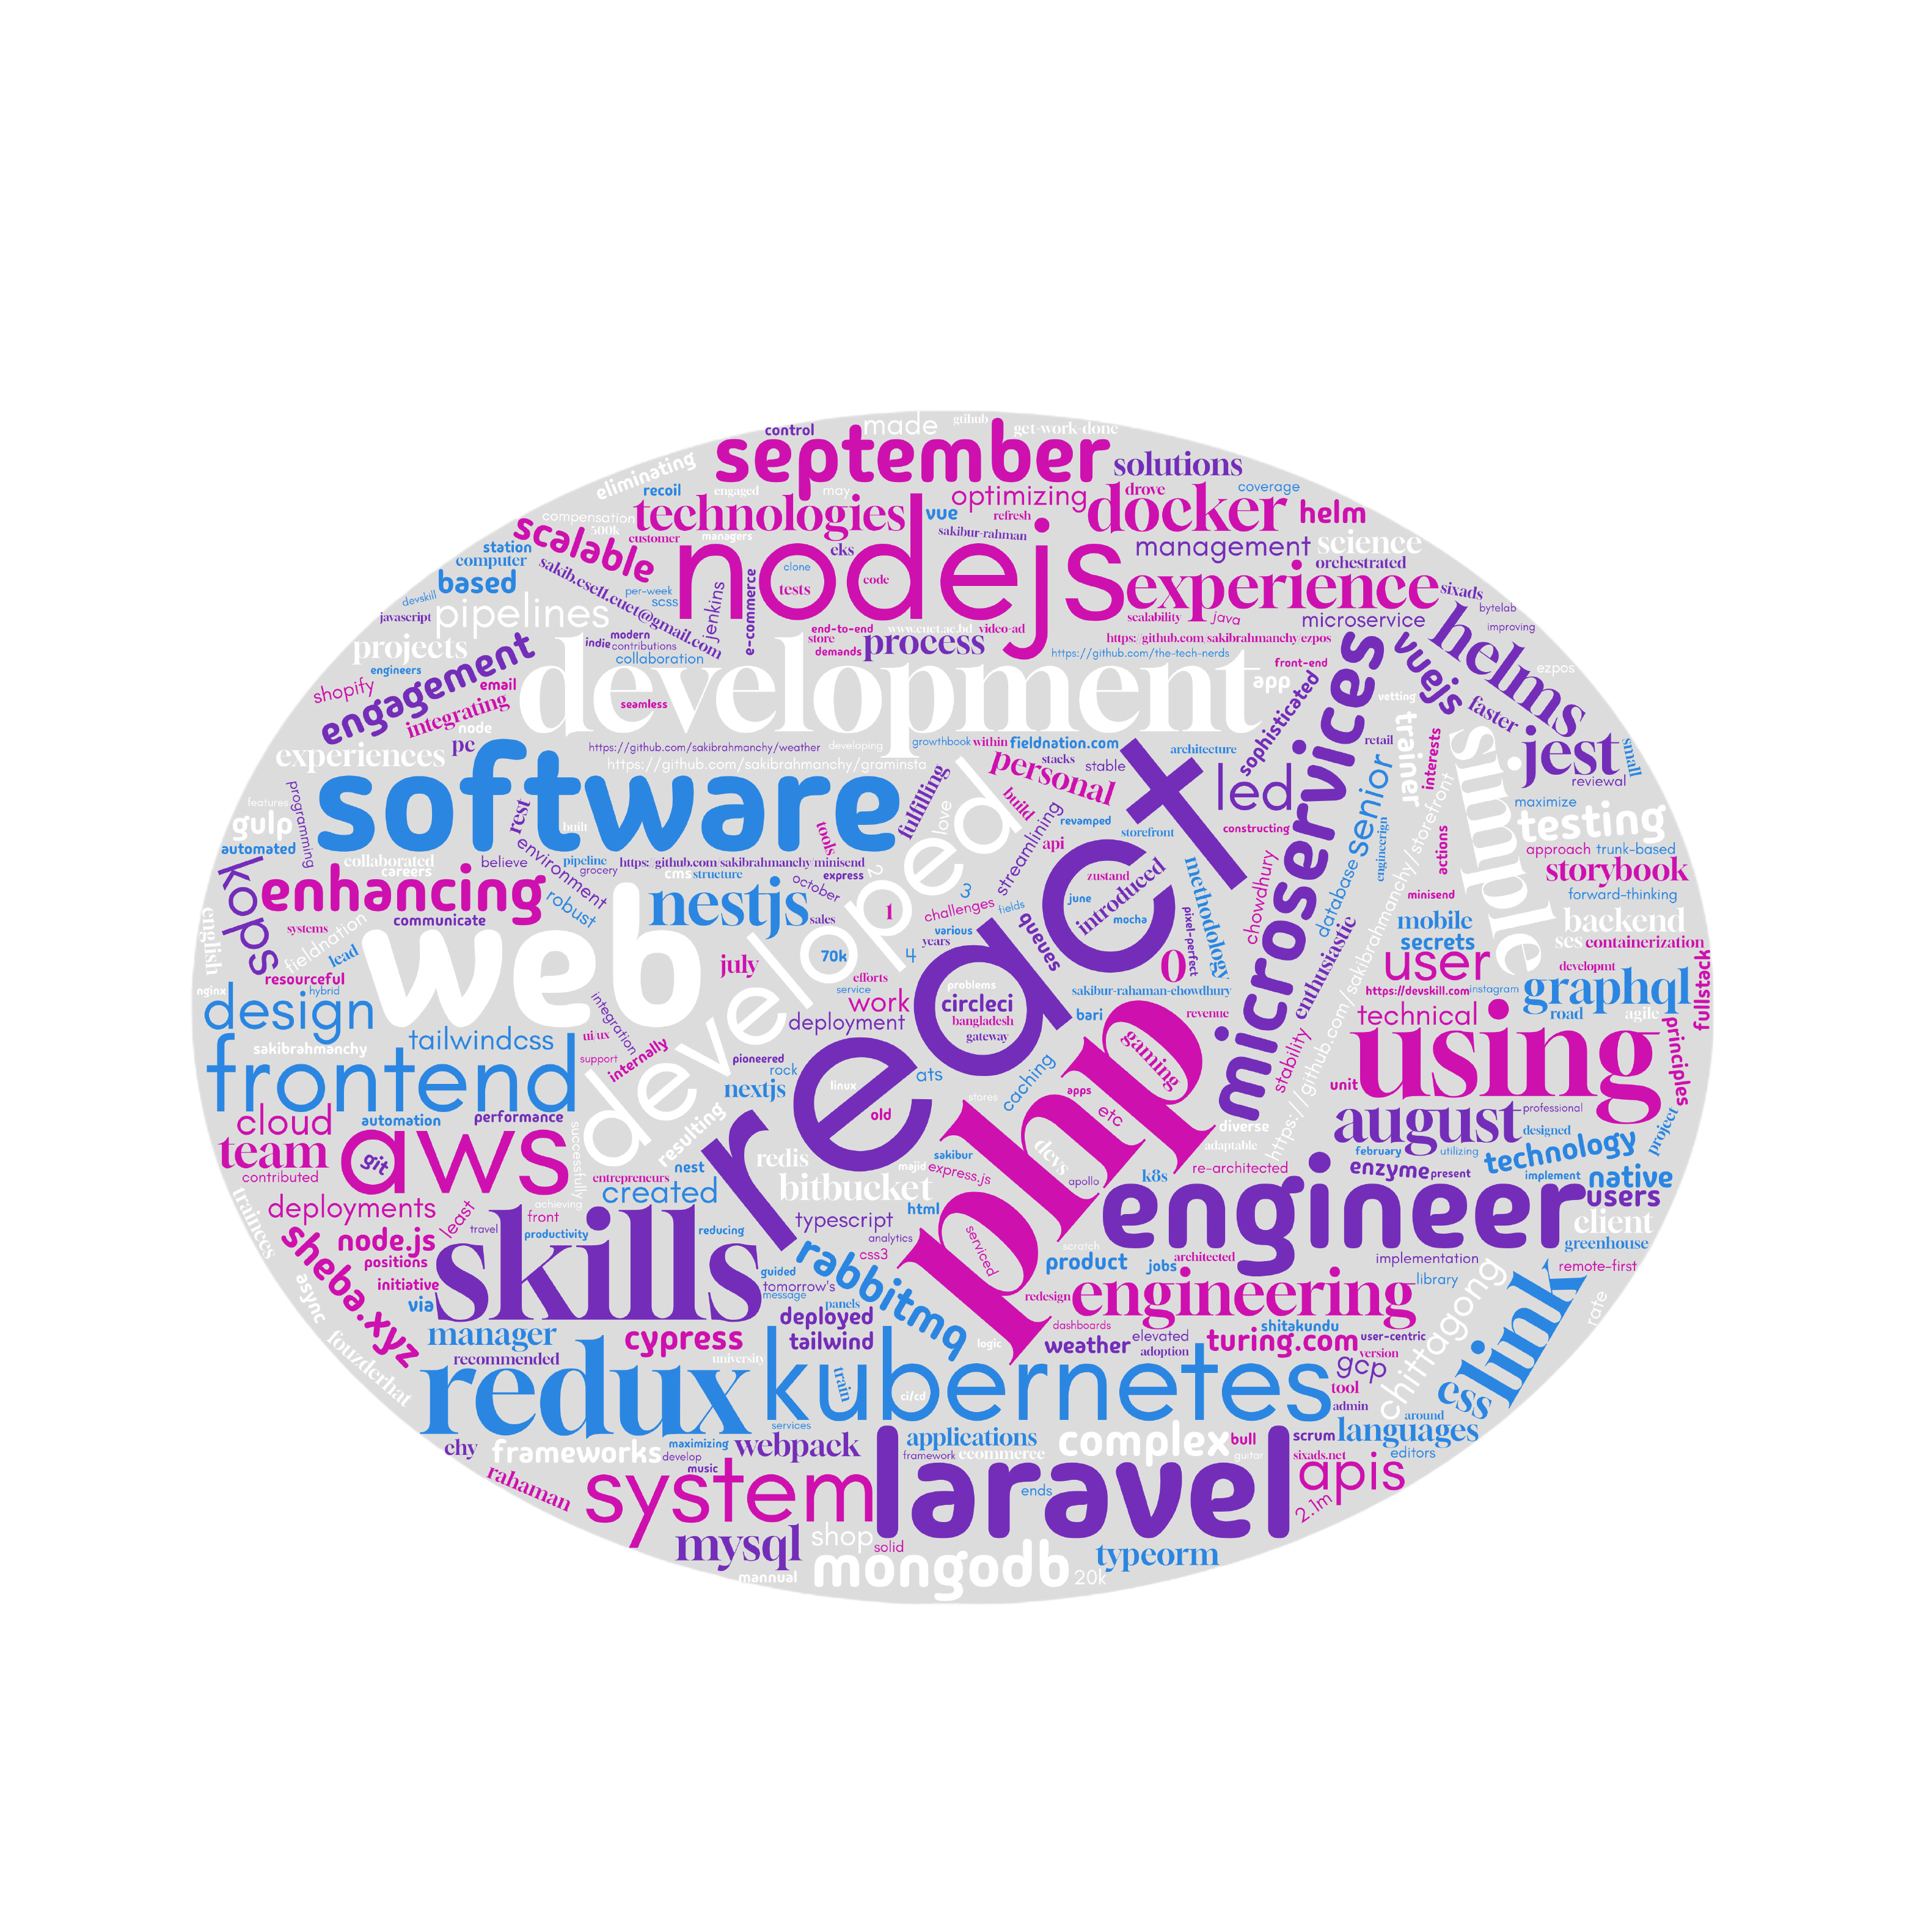 control
made
gtihub
get-work-done
september
solutions
eliminating
recoil
engaged
may
optimizing
drove
coverage
compensation
500k
technologies
vue
refresh
docker
helm
scalable
customer
managers
sakibur-rahman
management
science
station
computer
eks
nodejs
orchestrated
based
sakib.cse11.cuet@gmail.com
per-week
scss
jenkins
e-commerce
clone
tests
code
experience
sixads
devskill
javascript
pipelines
bytelab
improving
indie
modern
contributions
collaboration
end-to-end
store
demands
www.cuet.ac.bd
video-ad
process
scalability
java
microservice
https://github.com/sakibrahmanchy/ezpos
https://github.com/the-tech-nerds
projects
engineers
engagement
shopify
email
integrating
node
seamless
development
app
front-end
vetting
vuejs
helms
faster
ezpos
experiences
pc
https://github.com/sakibrahmanchy/weather
developing
https://github.com/sakibrahmanchy/graminsta
growthbook
within
fieldnation.com
stacks
stable
architecture
sophisticated
retail
trainer
interests
simple
jest
small
reviewal
software
fulfilling
love
personal
build
revamped
led
microservices
senior
maximize
features
gulp
automated
programming
rest
built
environment
tools
developed
streamlining
api
storefront
constructing
engineerign
actions
testing
approach
trunk-based
collaborated
careers
believe
pipeline
grocery
https://github.com/sakibrahmanchy/minisend
cms
structure
october
express
2
3
react
zustand
introduced
june
mocha
methodology
chowdhury
database
https://github.com/sakibrahmanchy/storefront
storybook
forward-thinking
kops
enhancing
communicate
robust
nestjs
sales
1
challenges
fields
various
years
queues
pixel-perfect
enthusiastic
minisend
mobile
secrets
backend
scs
containerization
english
systems
fieldnation
lead
web
july
70k
4
efforts
service
problems
0
user
developmt
resourceful
hybrid
nginx
integration
work
circleci
bangladesh
gateway
sakibur-rahaman-chowdhury
bari
revenue
https://devskill.com
instagram
graphql
road
agile
fullstack
design
tailwindcss
ui/ux
deployment
technical
sakibrahmanchy
support
internally
pioneered
rock
ats
caching
php
gaming
stability
unit
using
principles
frontend
nextjs
linux
stores
apps
etc
cloud
automation
performance
old
diverse
august
professional
designed
project
team
aws
git
successfully
resulting
nest
redis
majid
sakibur
express.js
devs
apollo
k8s
adaptable
re-architected
february
utilizing
technology
contributed
entrepreneurs
created
achieving
bitbucket
html
enzyme
present
implement
native
users
trainees
deployments
least
travel
front
productivity
reducing
typescript
analytics
css3
serviced
scratch
engineer
client
greenhouse
sheba.xyz
node.js
positions
initiative
via
skills
guided
tomorrow's
message
panels
rabbitmq
product
jobs
architected
implementation
library
remote-first
async
fouzderhat
manager
recommended
cypress
deployed
tailwind
logic
redesign
dashboards
engineering
shitakundu
weather
elevated
adoption
turing.com
user-centric
version
chittagong
link
rate
university
redux
kubernetes
train
ci/cd
services
gcp
tool
admin
css
around
chy
frameworks
maximizing
develop
music
webpack
applications
framework
ecommerce
complex
bull
guitar
scrum
languages
editors
sixads.net
rahaman
system
laravel
ends
apis
2.1m
mysql
shop
solid
typeorm
mannual
mongodb
20k